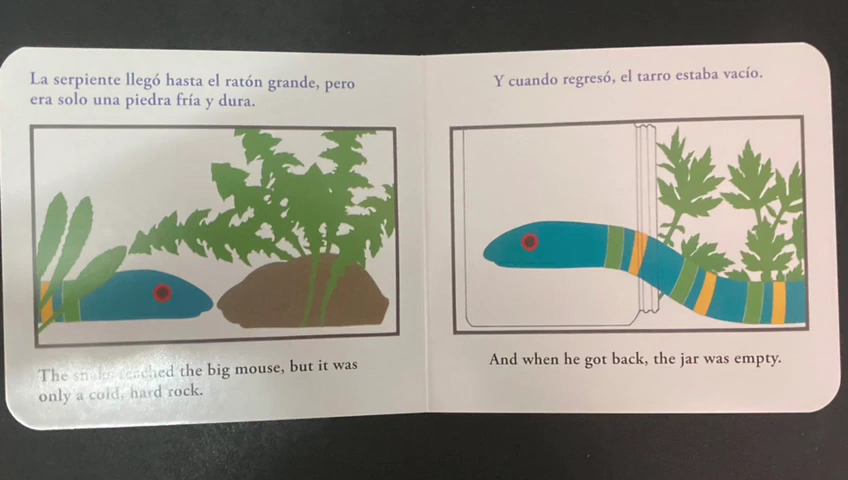 La serpiente llegó hasta el ratón grande, pero
era solo una piedra fría y dura.
The snake reached the big mouse, but it was
only a cold, hard rock.
Y cuando regresó, el tarro estaba vacío.
And when he got back, the jar was empty.